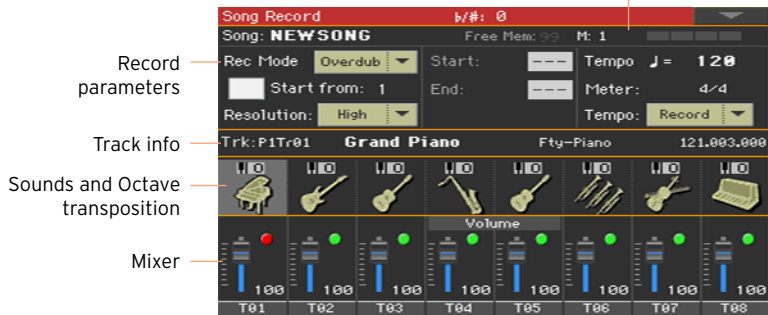 Song Record ♭/#: 0
Song: NEWSONG Free Mem: 99 M: 1
Record parameters
Rec Mode Overdub Start: --- Tempo ♩ = 120
Start from: 1 End: --- Meter: 4/4
Resolution: High Tempo: Record
Track info
Trk:P1Tr01 Grand Piano Fty-Piano 121.003.000
Sounds and Octave transposition
Volume
Mixer
100 100 100 100 100 100 100 100
T01 T02 T03 T04 T05 T06 T07 T08